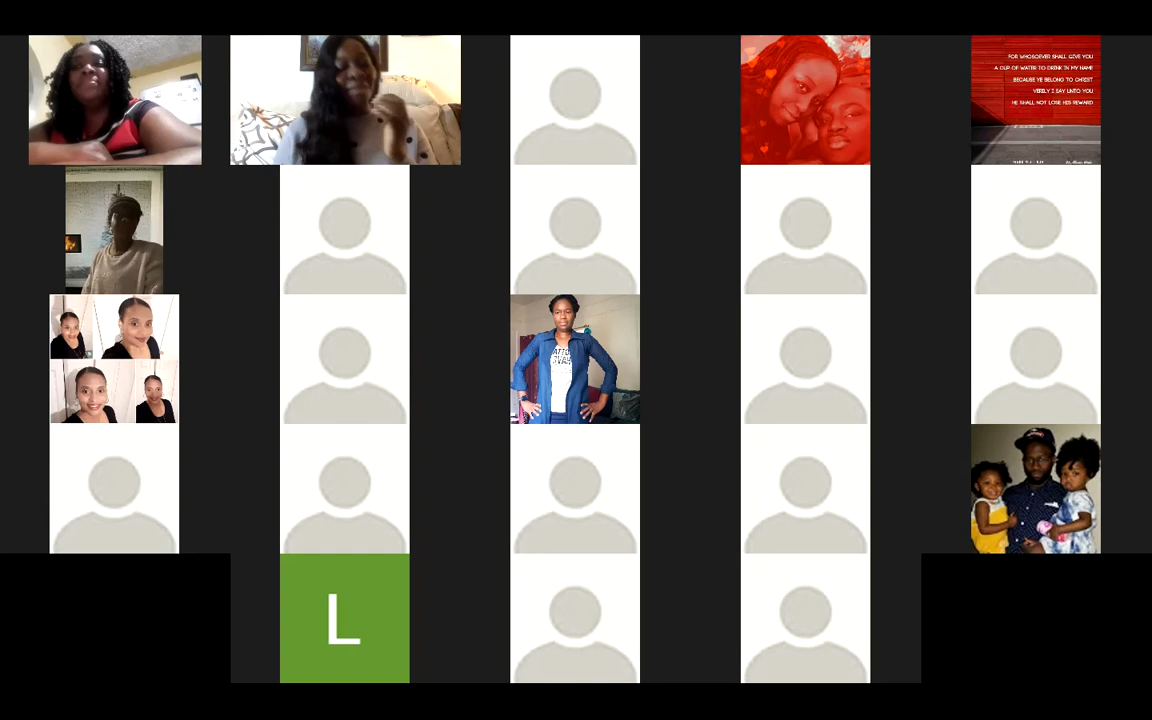 FOR WHOSOEVER SHALL GIVE YOU
A CUP OF WATER TO DRINK IN MY NAME
BECAUSE YE BELONG TO CHRIST
VERILY I SAY UNTO YOU
HE SHALL NOT LOSE HIS REWARD
L